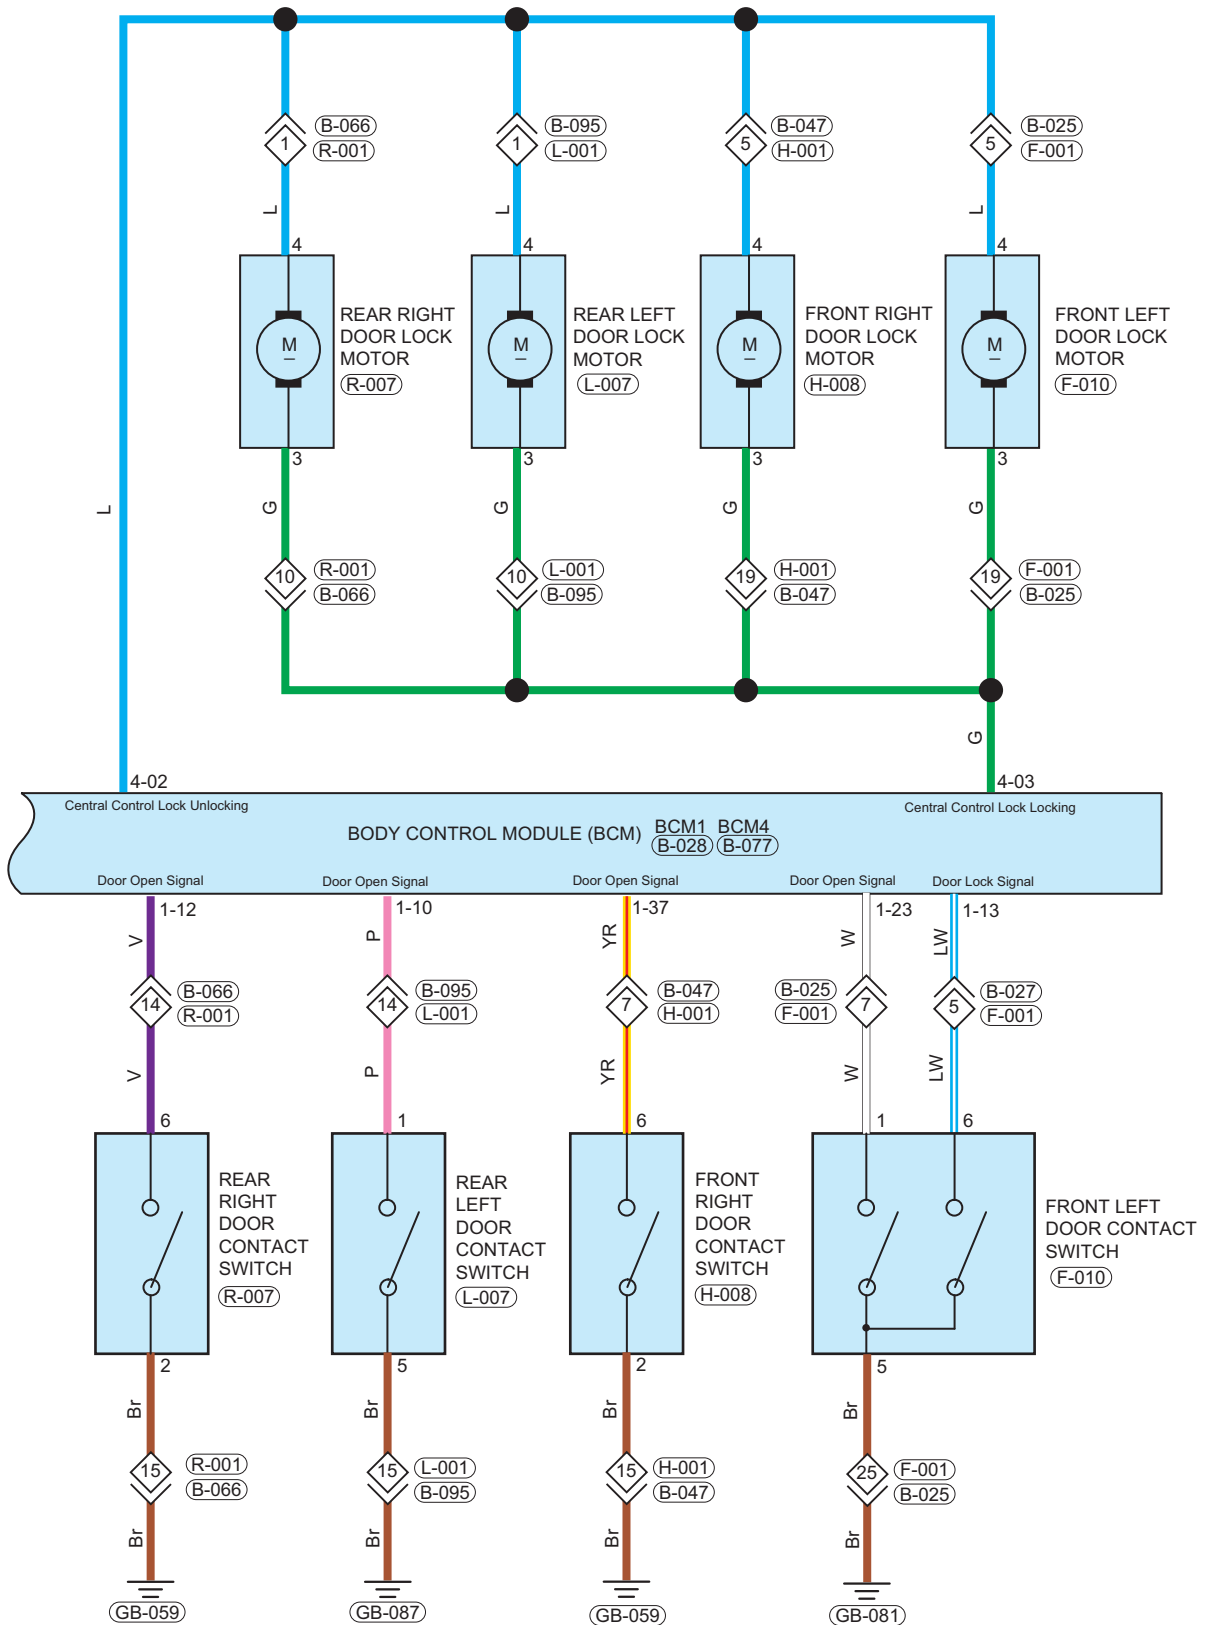 B-066
R-001
1
B-095
L-001
1
B-047
H-001
5
B-025
F-001
5
L
L
L
4
4
4
4
M
REAR RIGHT
DOOR LOCK
MOTOR
R-007
M
REAR LEFT
DOOR LOCK
MOTOR
L-007
M
FRONT RIGHT
DOOR LOCK
MOTOR
H-008
M
FRONT LEFT
DOOR LOCK
MOTOR
F-010
3
3
3
3
L
G
G
G
G
10
R-001
B-066
10
L-001
B-095
19
H-001
B-047
19
F-001
B-025
G
4-02
4-03
Central Control Lock Unlocking
Central Control Lock Locking
BODY CONTROL MODULE (BCM)
BCM1 BCM4
B-028 B-077
Door Open Signal
Door Open Signal
Door Open Signal
Door Open Signal
Door Lock Signal
1-12
1-10
1-37
1-23
1-13
V
P
YR
W
LW
14
B-066
R-001
14
B-095
L-001
7
B-047
H-001
B-025
F-001
7
5
B-027
F-001
V
P
YR
W
LW
6
1
6
1
6
REAR
RIGHT
DOOR
CONTACT
SWITCH
R-007
REAR
LEFT
DOOR
CONTACT
SWITCH
L-007
FRONT
RIGHT
DOOR
CONTACT
SWITCH
H-008
FRONT LEFT
DOOR CONTACT
SWITCH
F-010
2
5
2
5
Br
Br
Br
Br
15
R-001
B-066
15
L-001
B-095
15
H-001
B-047
25
F-001
B-025
Br
Br
Br
Br
GB-059
GB-087
GB-059
GB-081